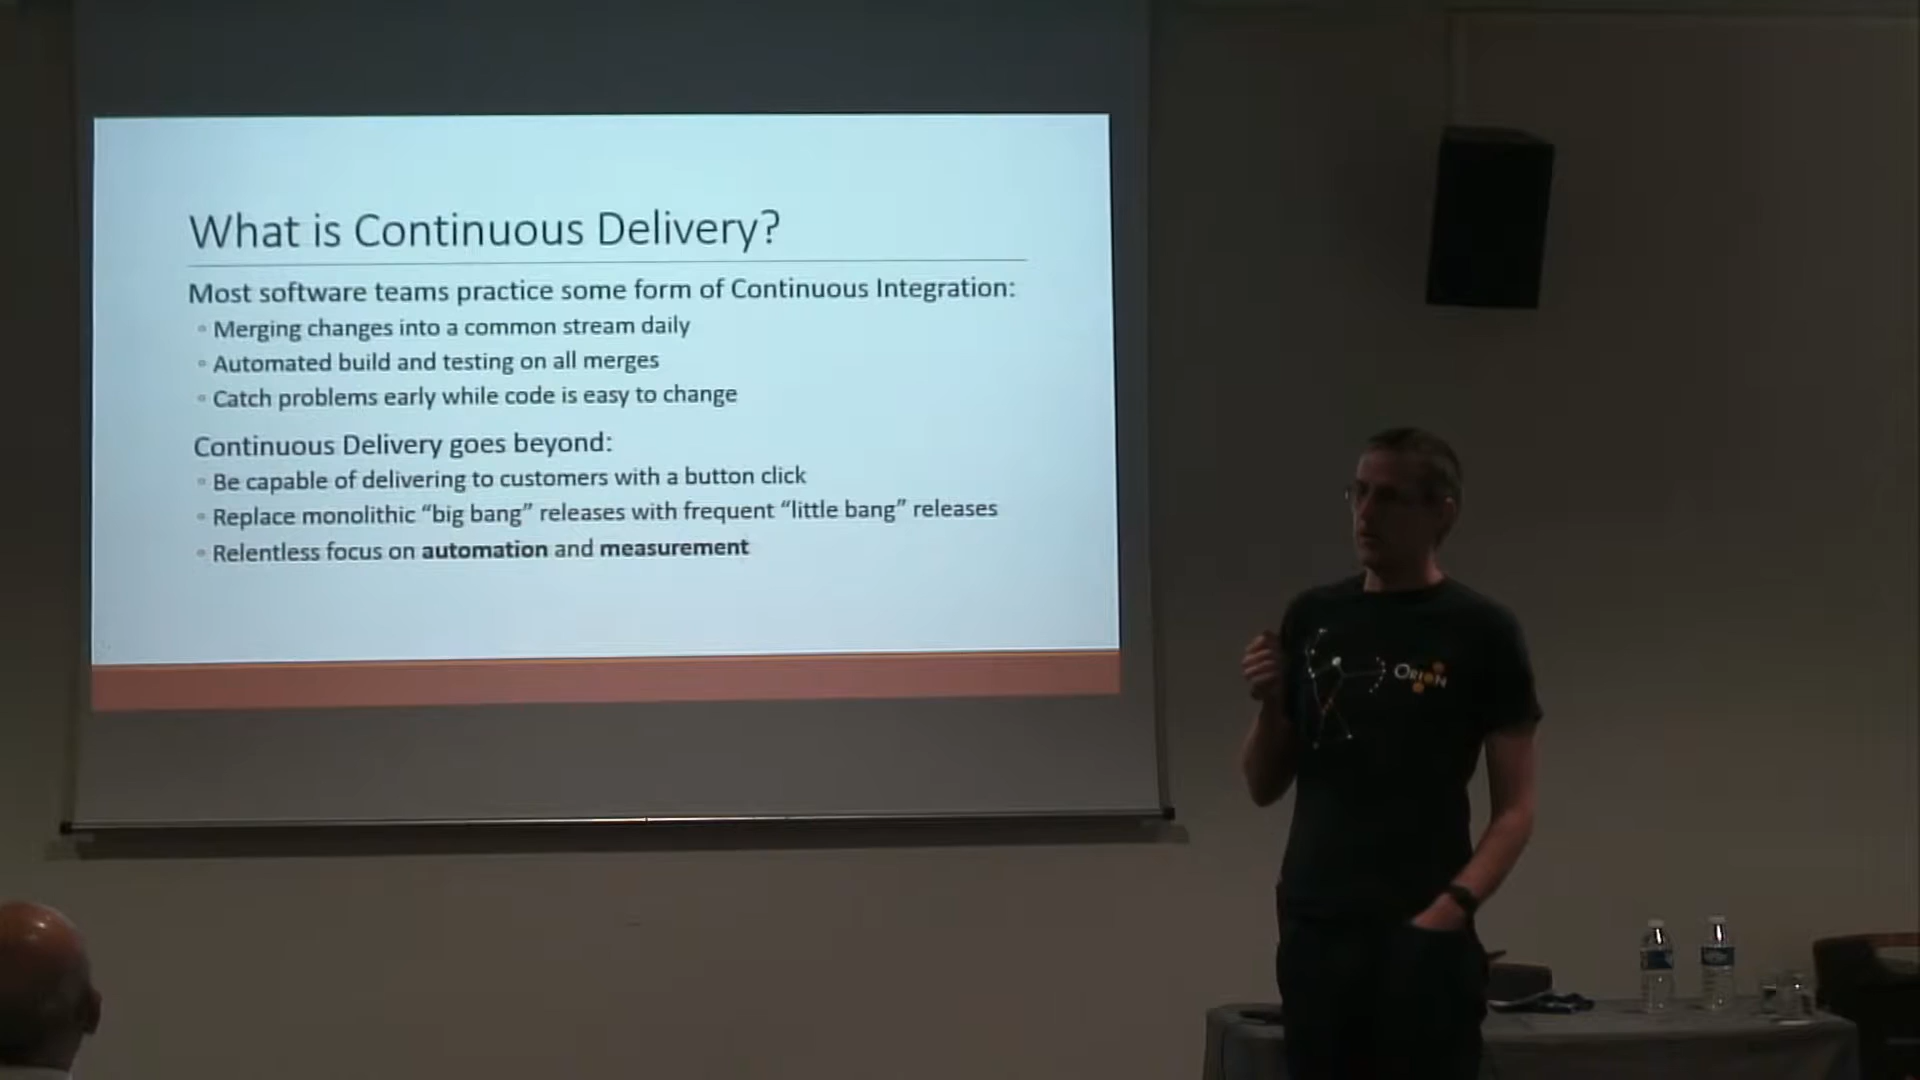 What is Continuous Delivery?
Most software teams practice some form of Continuous Integration:
◦ Merging changes into a common stream daily
◦ Automated build and testing on all merges
◦ Catch problems early while code is easy to change
Continuous Delivery goes beyond:
◦ Be capable of delivering to customers with a button click
◦ Replace monolithic “big bang” releases with frequent “little bang” releases
◦ Relentless focus on automation and measurement
ORION